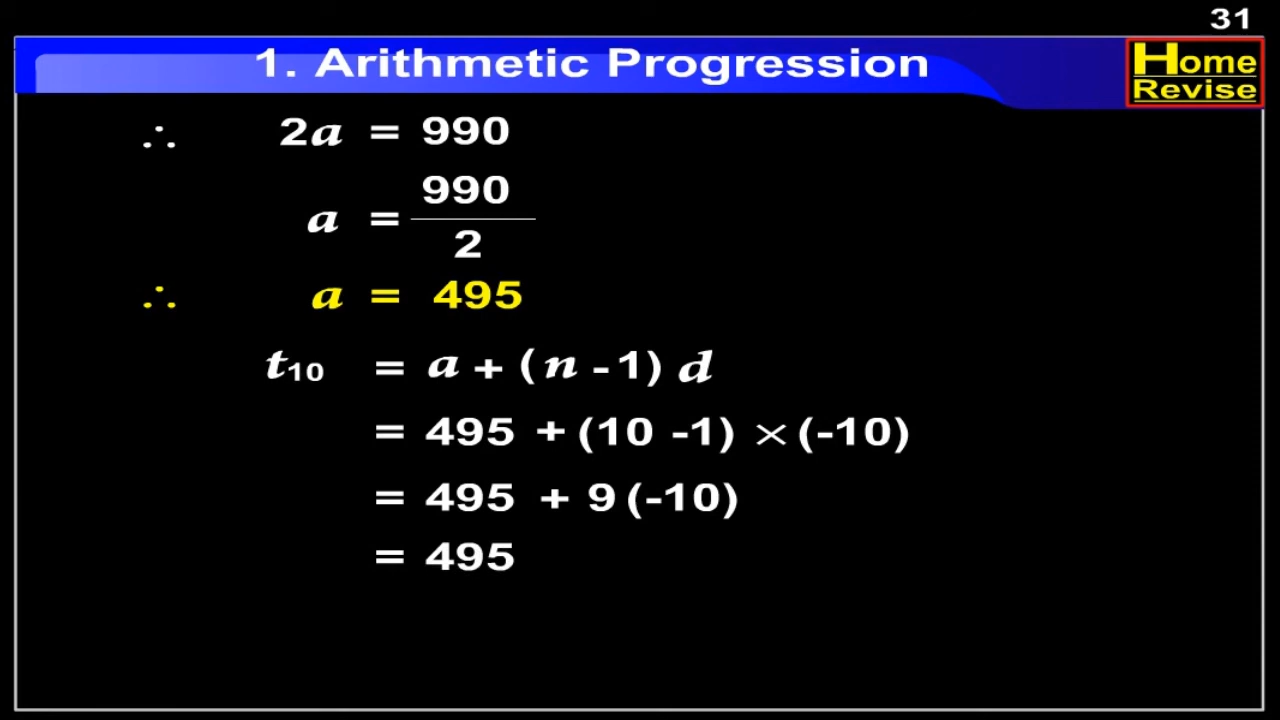 31
1. Arithmetic Progression
Home
Revise
∴ 2a = 990
a = 990/2
∴ a = 495
t₁₀ = a + (n - 1) d
= 495 + (10 -1) × (-10)
= 495 + 9 (-10)
= 495